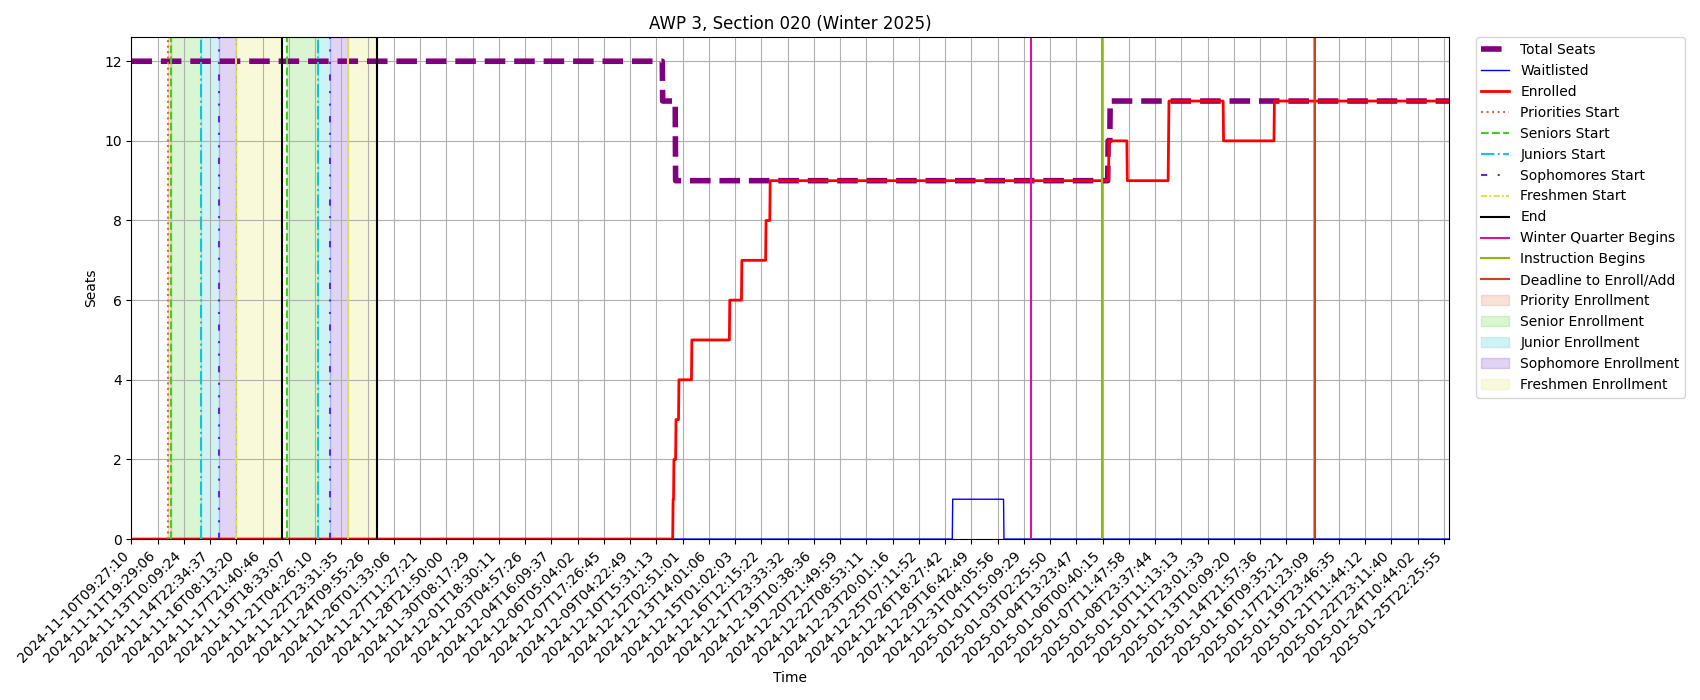 AWP 3, Section 020 (Winter 2025)
Seats
12
10
8
6
4
2
0
2024-11-10T09:27:10
2024-11-11T19:29:06
2024-11-13T10:09:24
2024-11-14T22:34:37
2024-11-16T08:13:20
2024-11-17T21:40:46
2024-11-19T18:33:07
2024-11-21T04:26:10
2024-11-22T23:31:35
2024-11-24T09:55:26
2024-11-26T01:33:06
2024-11-27T11:27:21
2024-11-28T21:50:00
2024-11-30T08:17:29
2024-12-01T18:30:11
2024-12-03T04:57:26
2024-12-04T16:09:37
2024-12-06T05:04:02
2024-12-07T17:26:45
2024-12-09T04:22:49
2024-12-10T15:31:13
2024-12-12T02:51:01
2024-12-13T14:01:06
2024-12-15T01:02:03
2024-12-16T12:15:22
2024-12-17T23:33:32
2024-12-19T10:38:36
2024-12-20T21:49:59
2024-12-22T08:53:11
2024-12-23T20:01:16
2024-12-25T07:11:52
2024-12-26T18:27:42
2024-12-29T16:42:49
2024-12-31T04:05:56
2025-01-01T15:09:29
2025-01-03T02:25:50
2025-01-04T13:23:47
2025-01-06T00:40:15
2025-01-07T11:47:58
2025-01-08T23:37:44
2025-01-10T11:13:13
2025-01-11T23:01:33
2025-01-13T10:09:20
2025-01-14T21:57:36
2025-01-16T09:35:21
2025-01-17T21:23:09
2025-01-19T23:46:35
2025-01-21T11:44:12
2025-01-22T23:11:40
2025-01-24T10:44:02
2025-01-25T22:25:55
Time
Total Seats
Waitlisted
Enrolled
Priorities Start
Seniors Start
Juniors Start
Sophomores Start
Freshmen Start
End
Winter Quarter Begins
Instruction Begins
Deadline to Enroll/Add
Priority Enrollment
Senior Enrollment
Junior Enrollment
Sophomore Enrollment
Freshmen Enrollment